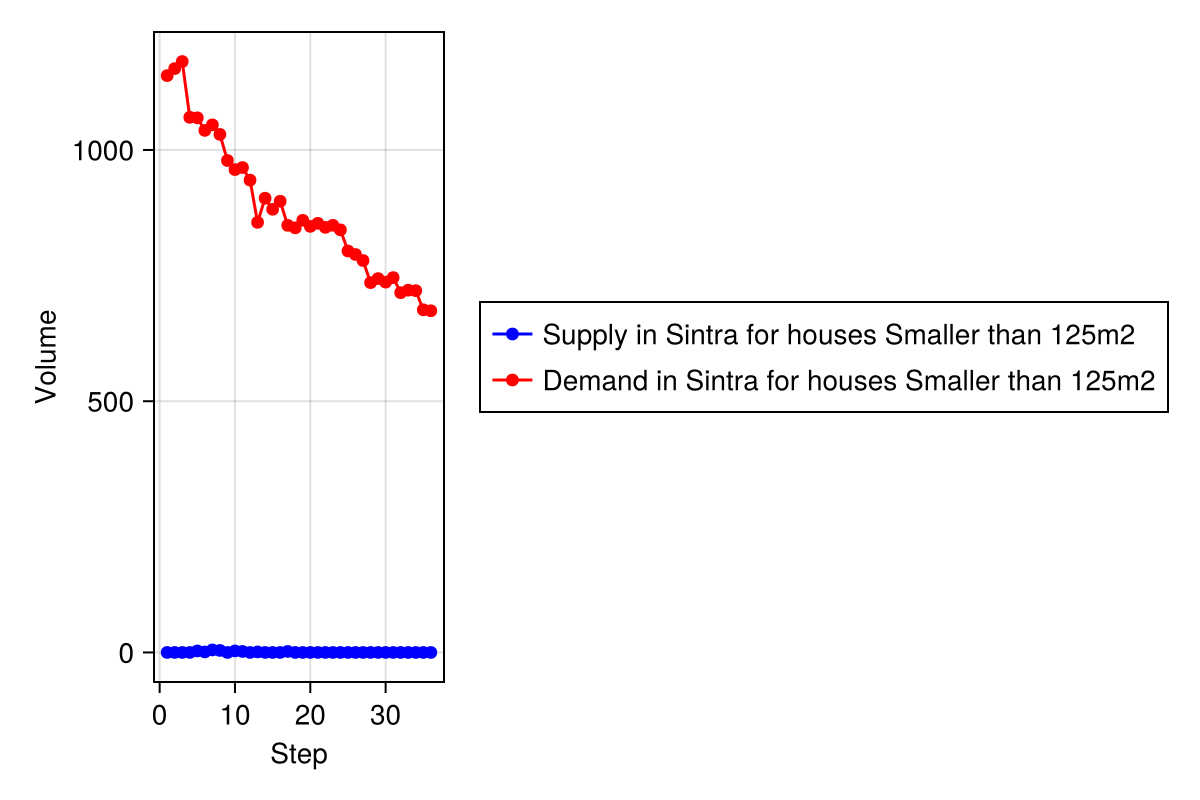 1000
500
0
Volume
0 10 20 30
Step
Supply in Sintra for houses Smaller than 125m2
Demand in Sintra for houses Smaller than 125m2